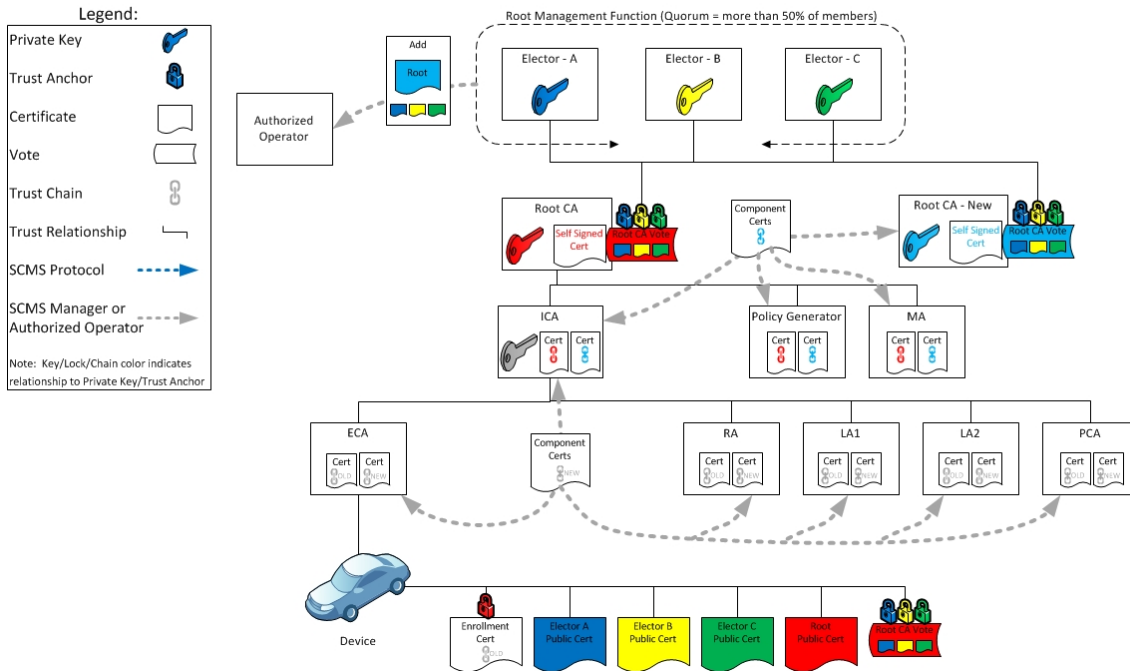 Legend:
Private Key
Trust Anchor
Certificate
Vote
Trust Chain
Trust Relationship
SCMS Protocol
SCMS Manager or
Authorized Operator
Note: Key/Lock/Chain color indicates
relationship to Private Key/Trust Anchor
Root Management Function (Quorum = more than 50% of members)
Add
Root
Authorized
Operator
Elector - A
Elector - B
Elector - C
Root CA
Self Signed
Cert
Root CA Vote
Component
Certs
Root CA - New
Self Signed
Cert
Root CA Vote
ICA
Cert
Cert
Policy Generator
Cert
Cert
MA
Cert
Cert
ECA
Cert
OLD
Cert
NEW
Component
Certs
NEW
RA
Cert
OLD
Cert
NEW
LA1
Cert
OLD
Cert
NEW
LA2
Cert
OLD
Cert
NEW
PCA
Cert
OLD
Cert
NEW
Device
Enrollment
Cert
OLD
Elector A
Public Cert
Elector B
Public Cert
Elector C
Public Cert
Root
Public Cert
Root CA Vote